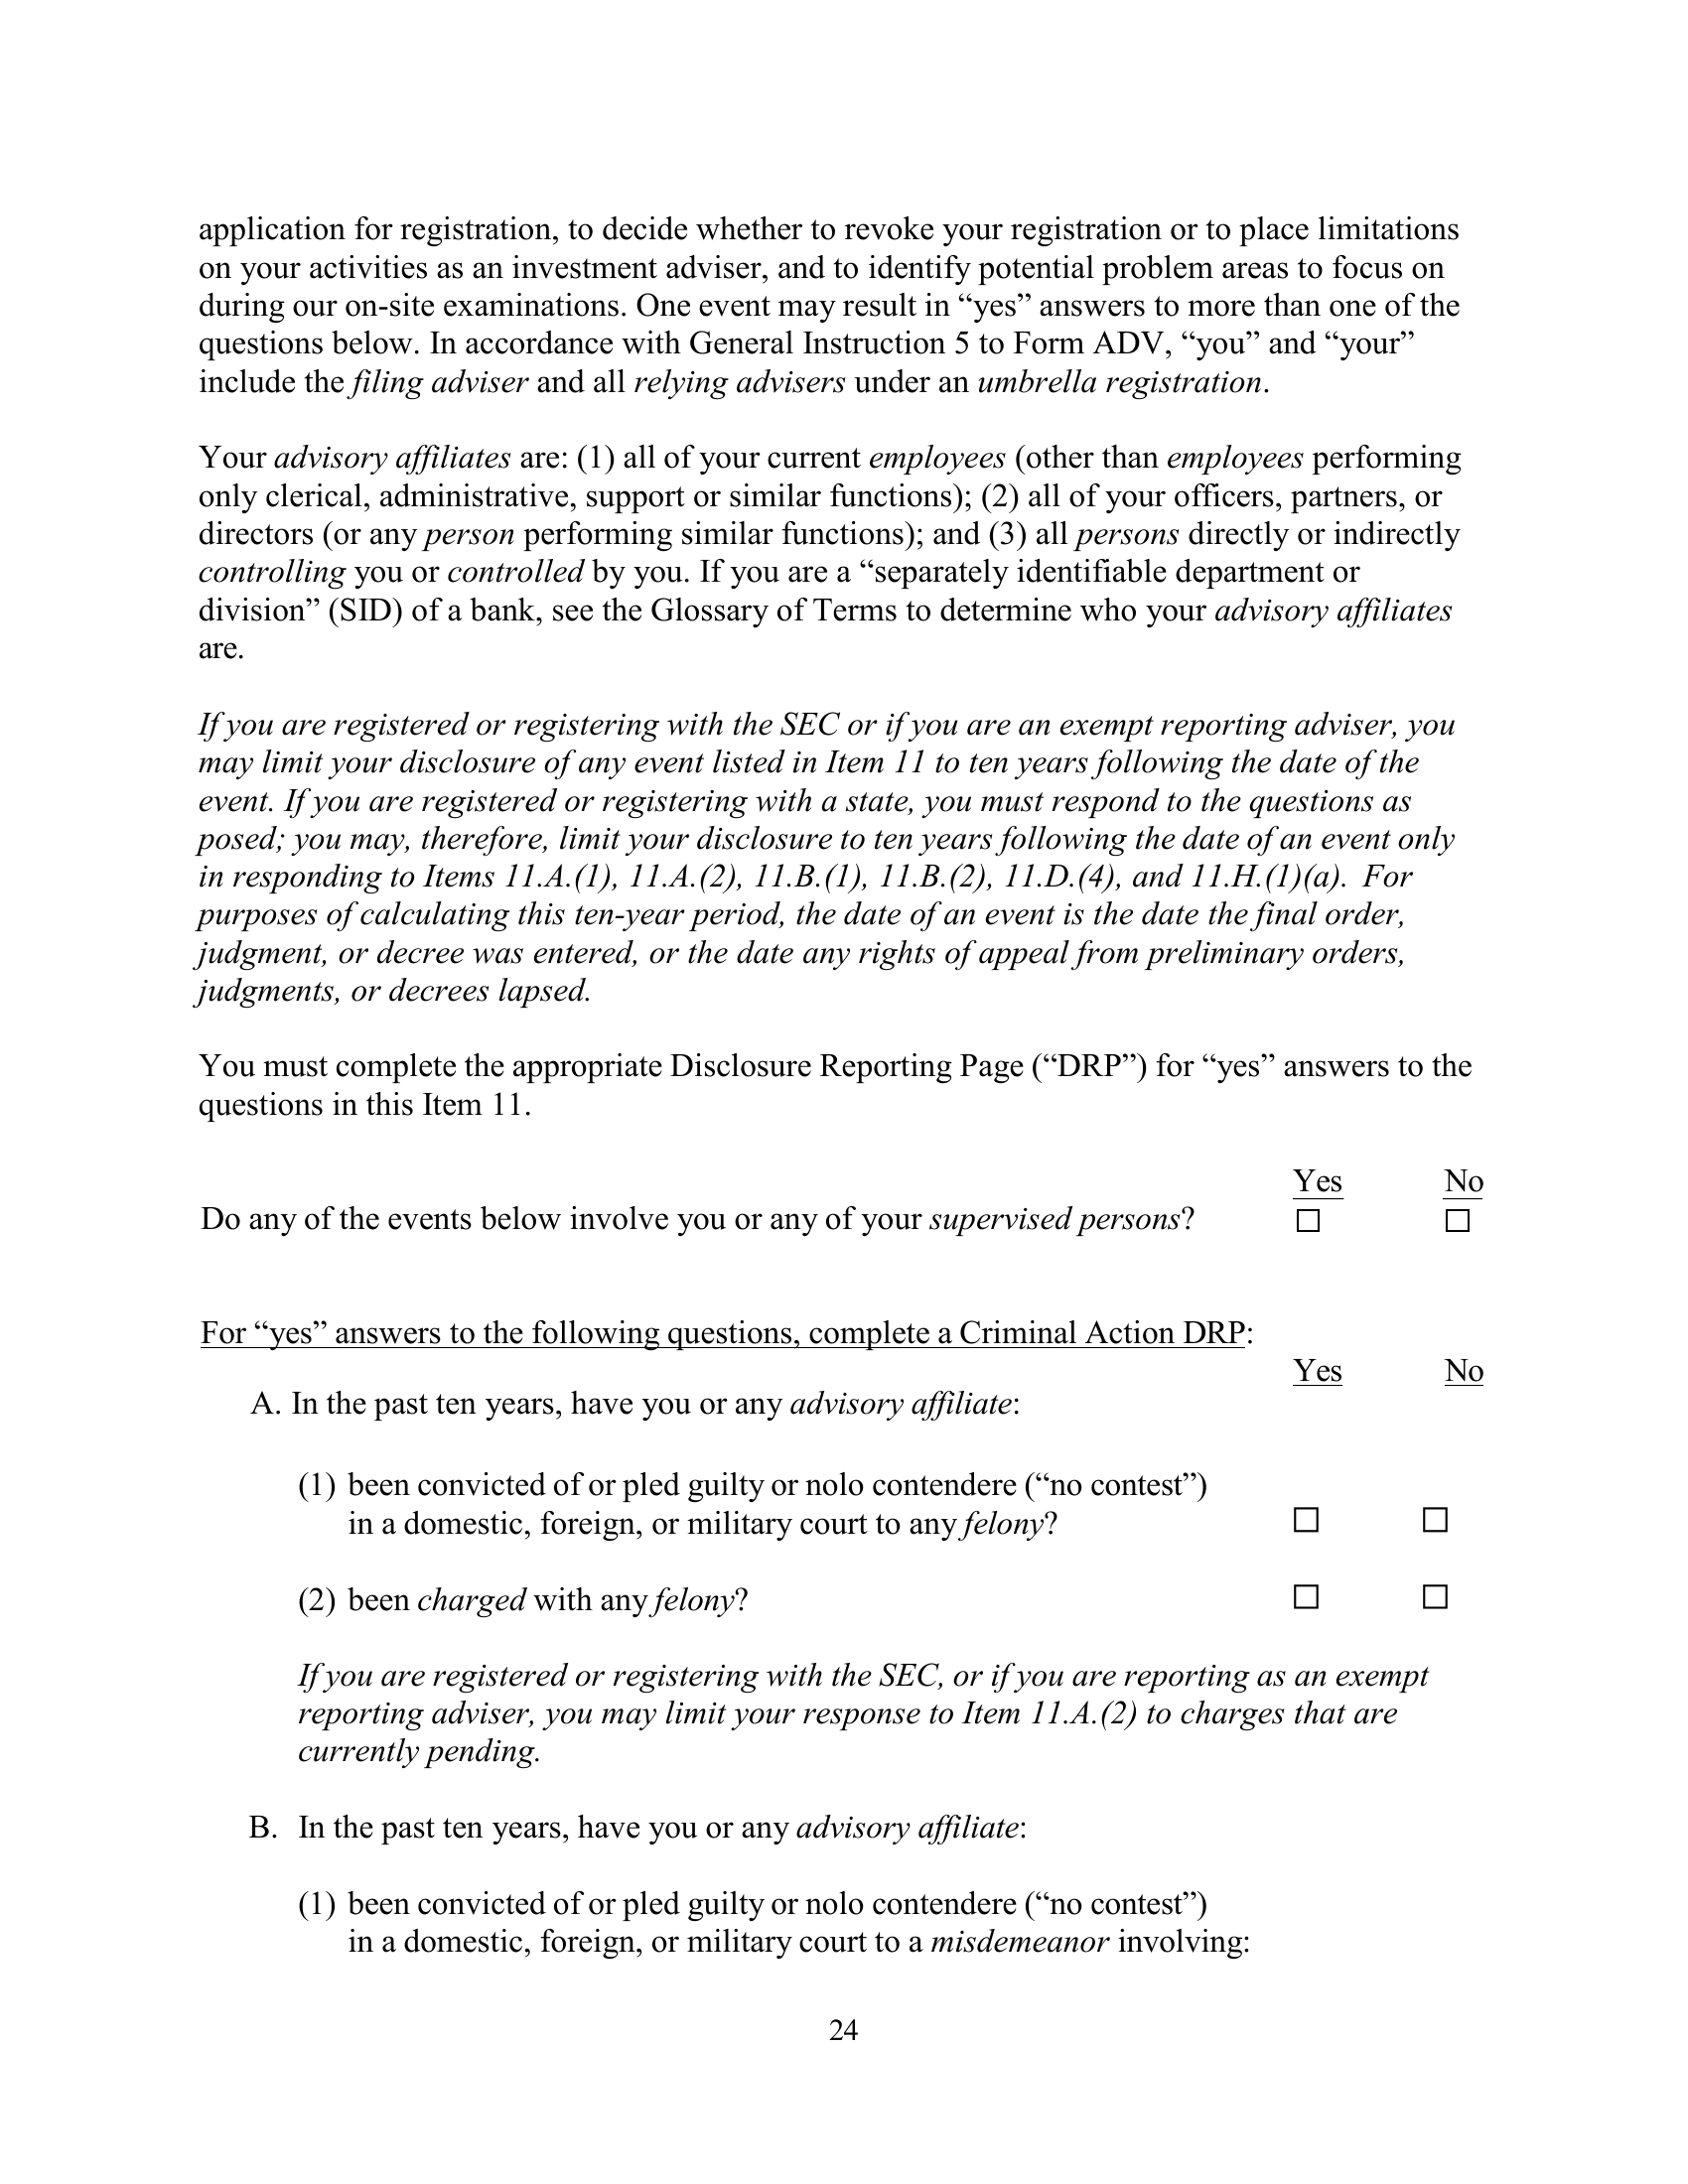 application for registration, to decide whether to revoke your registration or to place limitations
on your activities as an investment adviser, and to identify potential problem areas to focus on
during our on-site examinations. One event may result in “yes” answers to more than one of the
questions below. In accordance with General Instruction 5 to Form ADV, “you” and “your”
include the filing adviser and all relying advisers under an umbrella registration.
Your advisory affiliates are: (1) all of your current employees (other than employees performing
only clerical, administrative, support or similar functions); (2) all of your officers, partners, or
directors (or any person performing similar functions); and (3) all persons directly or indirectly
controlling you or controlled by you. If you are a “separately identifiable department or
division” (SID) of a bank, see the Glossary of Terms to determine who your advisory affiliates
are.
If you are registered or registering with the SEC or if you are an exempt reporting adviser, you
may limit your disclosure of any event listed in Item 11 to ten years following the date of the
event. If you are registered or registering with a state, you must respond to the questions as
posed; you may, therefore, limit your disclosure to ten years following the date of an event only
in responding to Items 11.A.(1), 11.A.(2), 11.B.(1), 11.B.(2), 11.D.(4), and 11.H.(1)(a). For
purposes of calculating this ten-year period, the date of an event is the date the final order,
judgment, or decree was entered, or the date any rights of appeal from preliminary orders,
judgments, or decrees lapsed.
You must complete the appropriate Disclosure Reporting Page (“DRP”) for “yes” answers to the
questions in this Item 11.
Yes No
Do any of the events below involve you or any of your supervised persons? ☐ ☐
For “yes” answers to the following questions, complete a Criminal Action DRP:
Yes No
A. In the past ten years, have you or any advisory affiliate:
(1) been convicted of or pled guilty or nolo contendere (“no contest”)
in a domestic, foreign, or military court to any felony? ☐ ☐
(2) been charged with any felony? ☐ ☐
If you are registered or registering with the SEC, or if you are reporting as an exempt
reporting adviser, you may limit your response to Item 11.A.(2) to charges that are
currently pending.
B. In the past ten years, have you or any advisory affiliate:
(1) been convicted of or pled guilty or nolo contendere (“no contest”)
in a domestic, foreign, or military court to a misdemeanor involving:
24